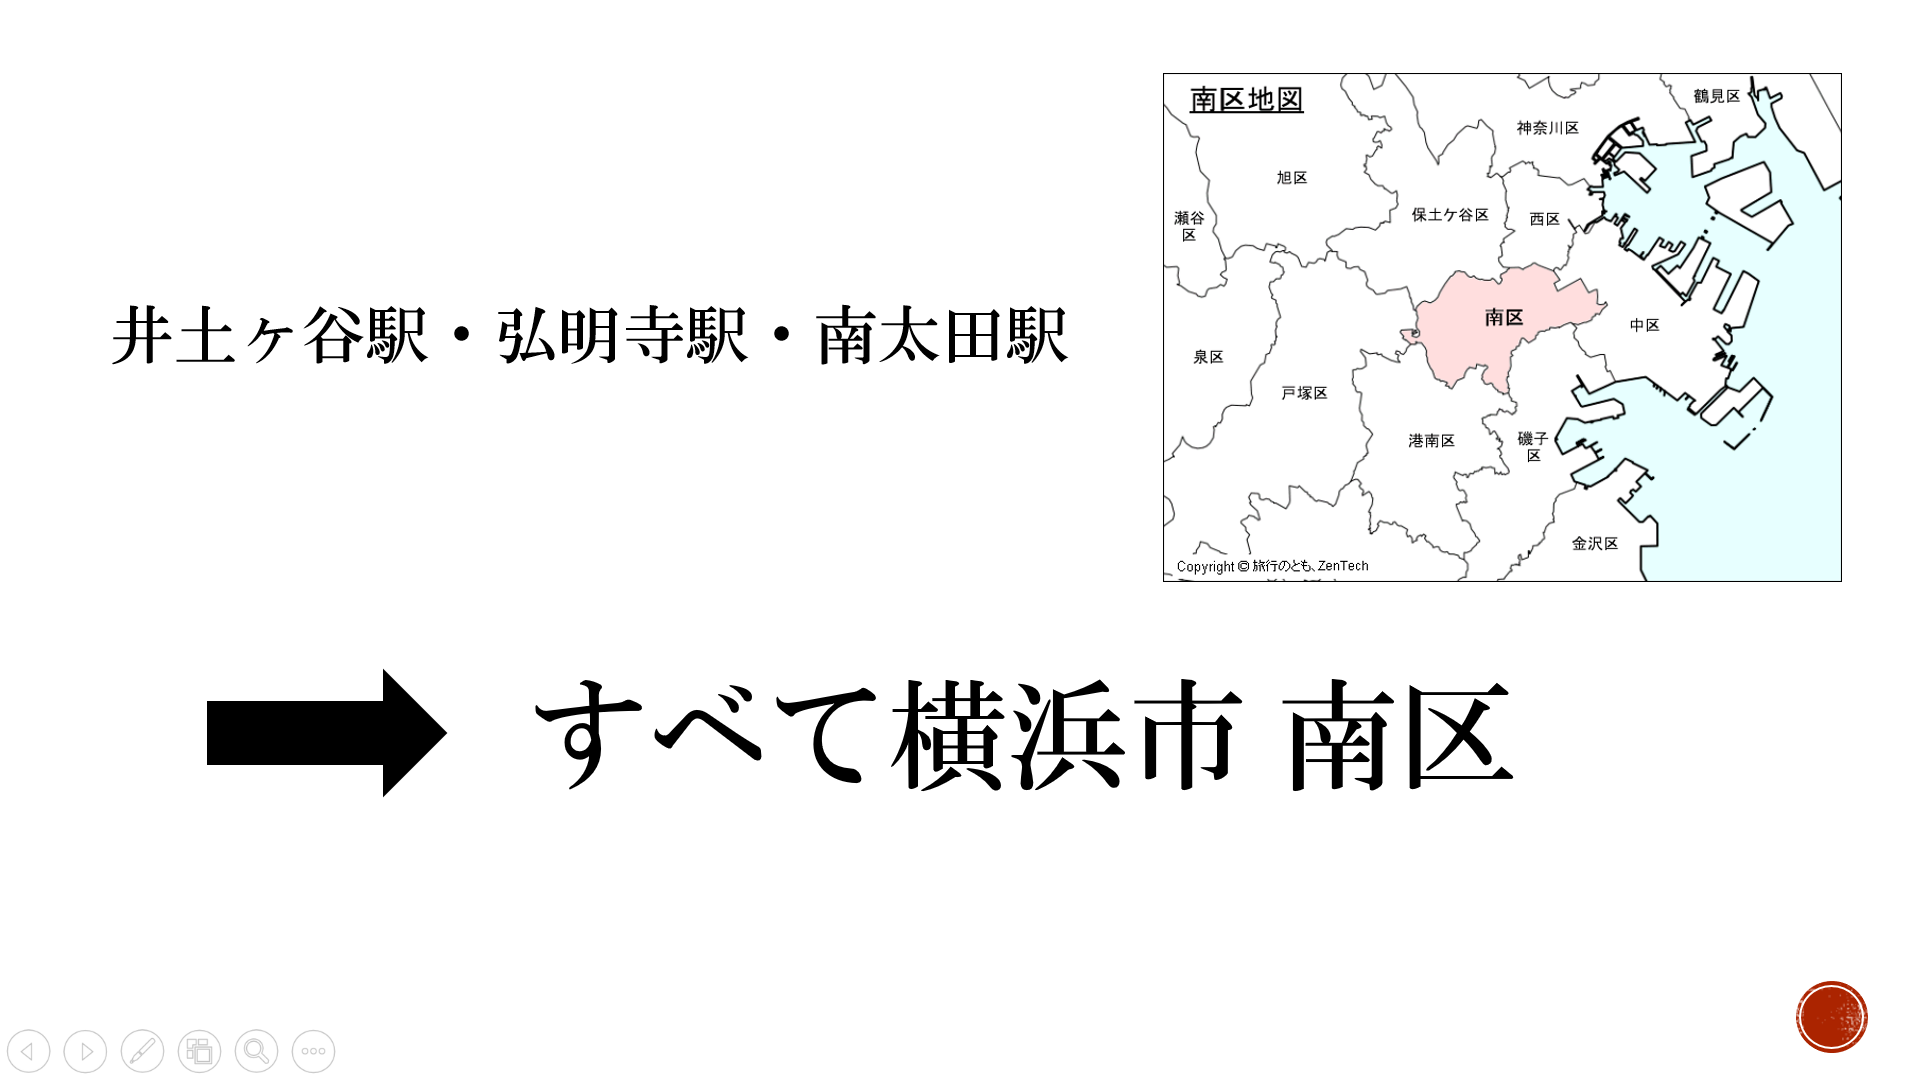 南区地図
鶴見区
神奈川区
旭区
保土ケ谷区
西区
瀬谷
区
南区
中区
井土ヶ谷駅・弘明寺駅・南太田駅
泉区
戸塚区
港南区
磯子
区
金沢区
Copyright © 旅行のとも、ZenTech
すべて横浜市 南区